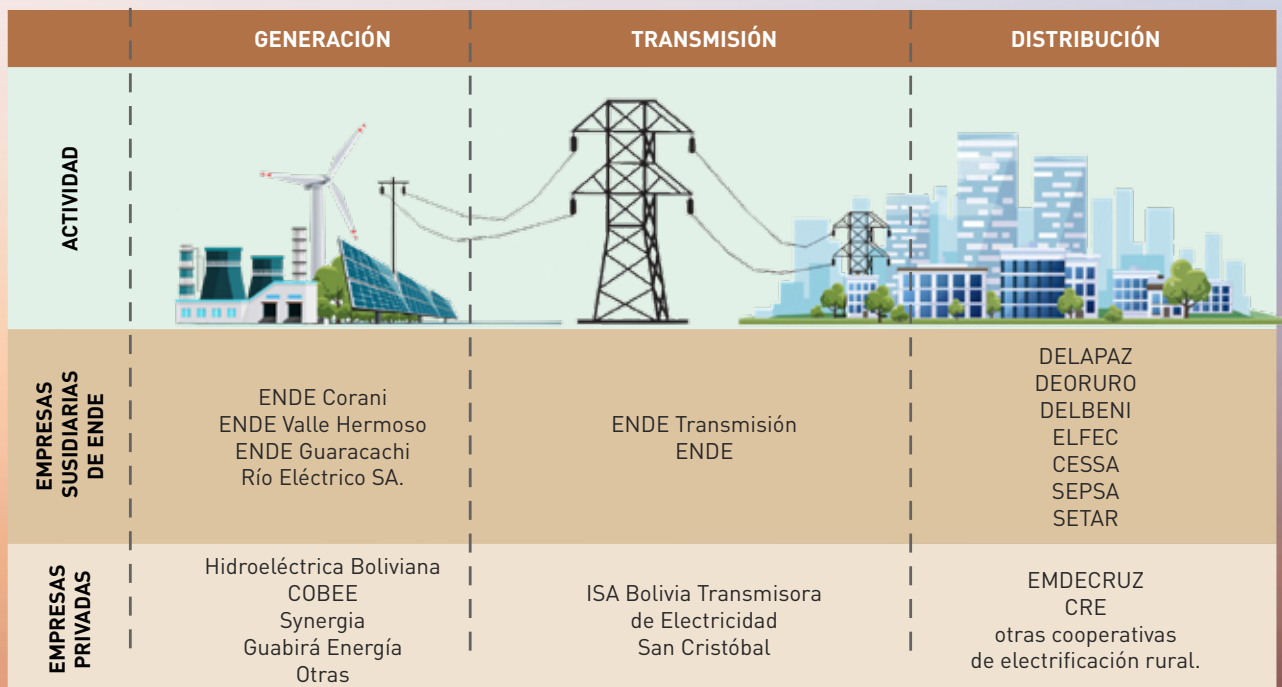 GENERACIÓN
TRANSMISIÓN
DISTRIBUCIÓN
ACTIVIDAD
EMPRESAS
SUSIDIARIAS
DE ENDE
ENDE Corani
ENDE Valle Hermoso
ENDE Guaracachi
Río Eléctrico SA.
ENDE Transmisión
ENDE
DELAPAZ
DEORURO
DELBENI
ELFEC
CESSA
SEPSA
SETAR
EMPRESAS
PRIVADAS
Hidroeléctrica Boliviana
COBEE
Synergia
Guabirá Energía
Otras
ISA Bolivia Transmisora
de Electricidad
San Cristóbal
EMDECRUZ
CRE
otras cooperativas
de electrificación rural.